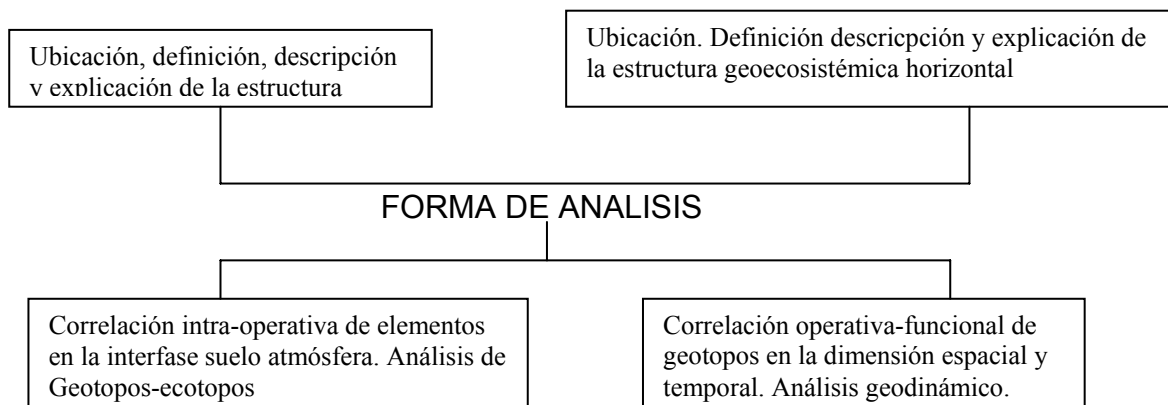 Ubicación, definición, descripción
y explicación de la estructura
Ubicación. Definición descricpción y explicación de
la estructura geoecosistémica horizontal
FORMA DE ANALISIS
Correlación intra-operativa de elementos
en la interfase suelo atmósfera. Análisis de
Geotopos-ecotopos
Correlación operativa-funcional de
geotopos en la dimensión espacial y
temporal. Análisis geodinámico.